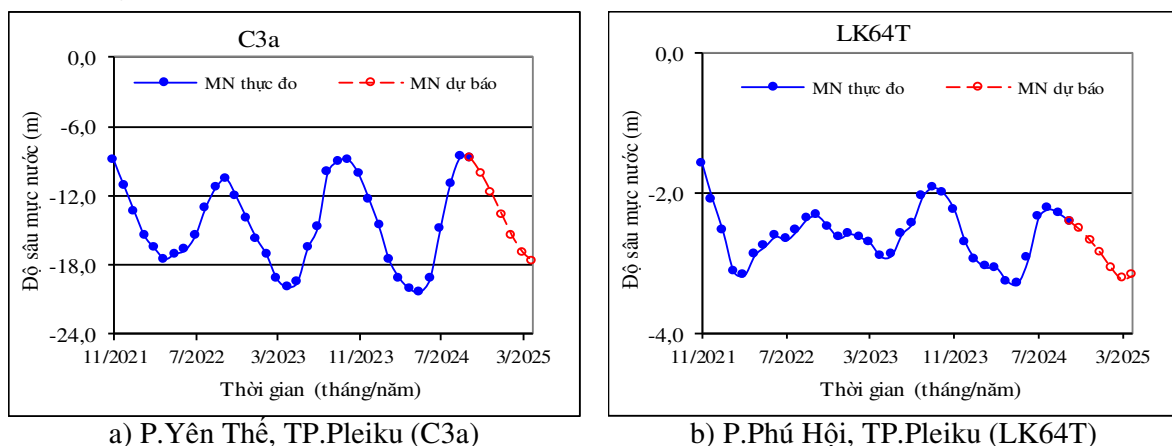 C3a
MN thực đo
MN dự báo
Độ sâu mực nước (m)
0,0
-6,0
-12,0
-18,0
-24,0
11/2021 7/2022 3/2023 11/2023 7/2024 3/2025
Thời gian (tháng/năm)
a) P.Yên Thế, TP.Pleiku (C3a)
LK64T
MN thực đo
MN dự báo
Độ sâu mực nước (m)
0,0
-2,0
-4,0
11/2021 7/2022 3/2023 11/2023 7/2024 3/2025
Thời gian (tháng/năm)
b) P.Phú Hội, TP.Pleiku (LK64T)